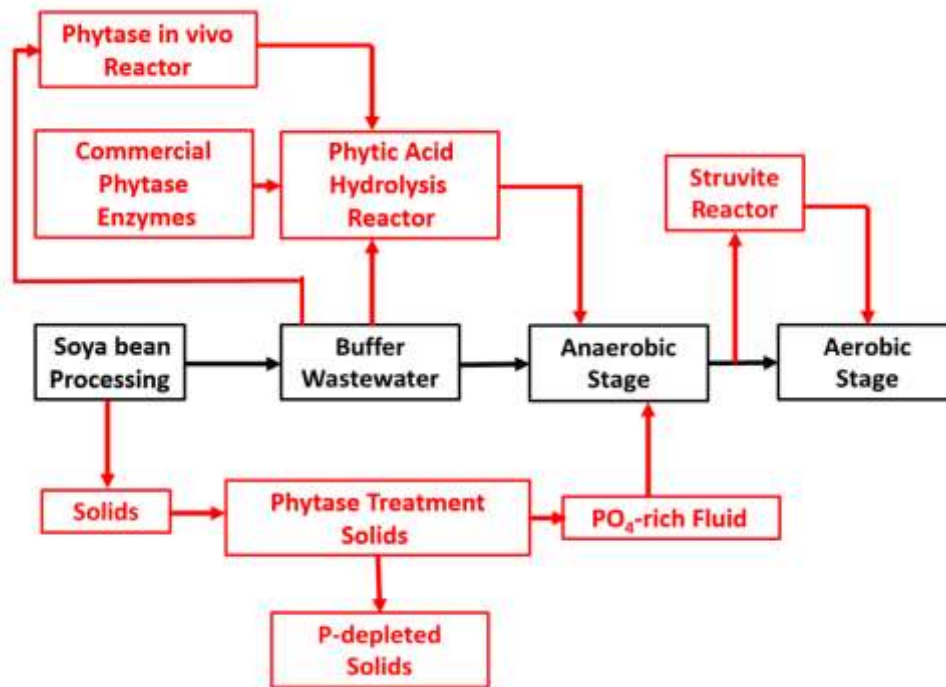 Phytase in vivo
Reactor
Commercial
Phytase
Enzymes
Phytic Acid
Hydrolysis
Reactor
Struvite
Reactor
Soya bean
Processing
Buffer
Wastewater
Anaerobic
Stage
Aerobic
Stage
Solids
Phytase Treatment
Solids
PO₄-rich Fluid
P-depleted
Solids